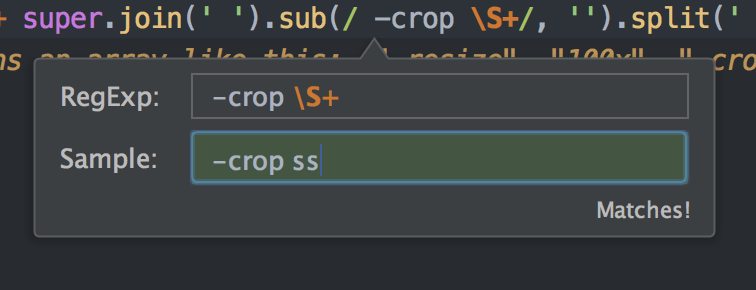 + super.join(' ').sub(/ -crop \S+/, '').split('
ns an array like this: " resize" "100x" " cro
RegExp: -crop \S+
Sample: -crop ss
Matches!